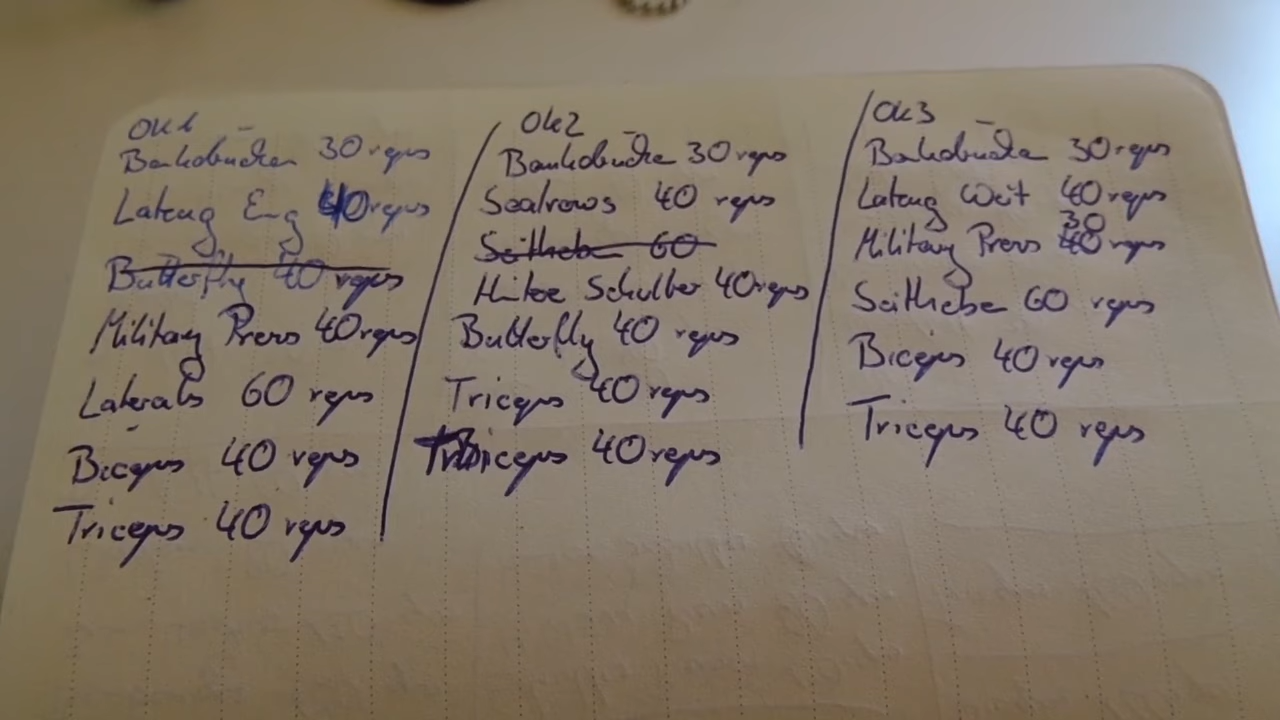 OK1
Bankdrücken 30 reps
Latzug Eng 40 reps
Butterfly 40 reps
Military Press 40 reps
Laterals 60 reps
Biceps 40 reps
Triceps 40 reps
OK2
Bankdrücken 30 reps
Sealrows 40 reps
Seitheben 60
Hintere Schulter 40 reps
Butterfly 40 reps
Triceps 40 reps
Biceps 40 reps
OK3
Bankdrücken 30 reps
Latzug Weit 40 reps
30
Military Press 40 reps
Seitheben 60 reps
Biceps 40 reps
Triceps 40 reps